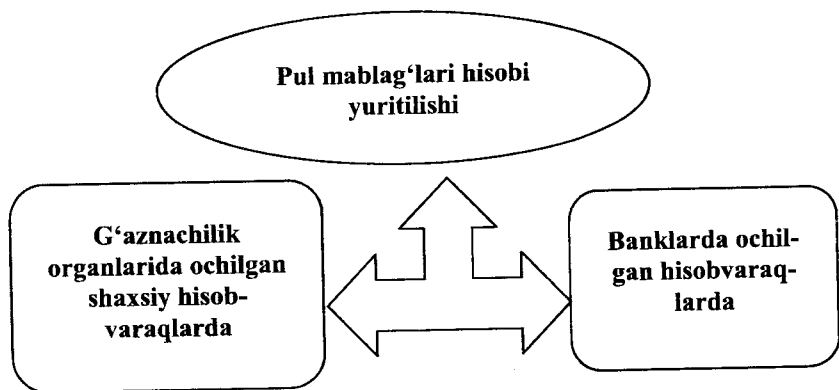 Pul mablag‘lari hisobi
yuritilishi
G‘aznachilik
organlarida ochilgan
shaxsiy hisob-
varaqlarda
Banklarda ochil-
gan hisobvaraq-
larda